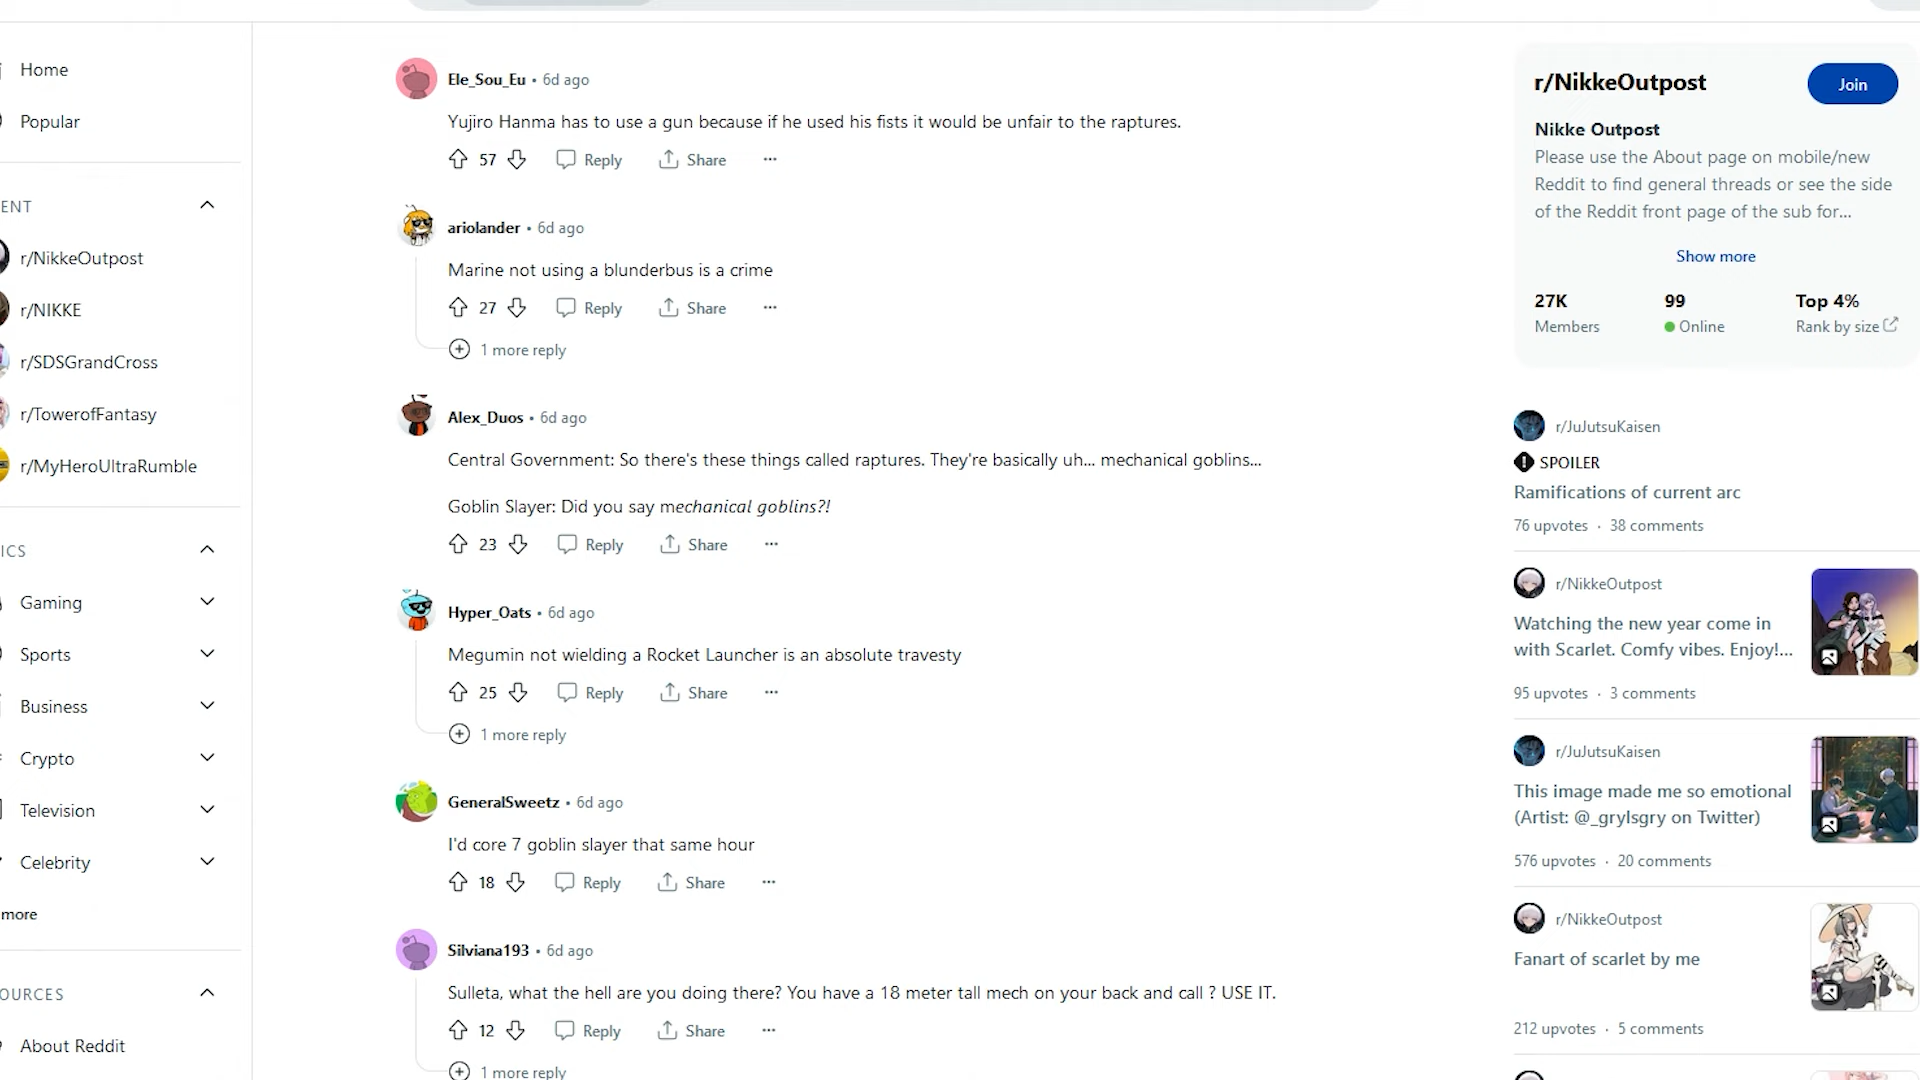 Home
Popular
ENT
r/NikkeOutpost
r/NIKKE
r/SDSGrandCross
r/TowerofFantasy
r/MyHeroUltraRumble
ICS
Gaming
Sports
Business
Crypto
Television
Celebrity
more
OURCES
About Reddit
Ele_Sou_Eu • 6d ago
Yujiro Hanma has to use a gun because if he used his fists it would be unfair to the raptures.
57 Reply Share ···
ariolander • 6d ago
Marine not using a blunderbus is a crime
27 Reply Share ···
1 more reply
Alex_Duos • 6d ago
Central Government: So there's these things called raptures. They're basically uh... mechanical goblins...
Goblin Slayer: Did you say mechanical goblins?!
23 Reply Share ···
Hyper_Oats • 6d ago
Megumin not wielding a Rocket Launcher is an absolute travesty
25 Reply Share ···
1 more reply
GeneralSweetz • 6d ago
I'd core 7 goblin slayer that same hour
18 Reply Share ···
Silviana193 • 6d ago
Sulleta, what the hell are you doing there? You have a 18 meter tall mech on your back and call ? USE IT.
12 Reply Share ···
1 more reply
r/NikkeOutpost Join
Nikke Outpost
Please use the About page on mobile/new
Reddit to find general threads or see the side
of the Reddit front page of the sub for...
Show more
27K 99 Top 4%
Members Online Rank by size
r/JuJutsuKaisen
SPOILER
Ramifications of current arc
76 upvotes · 38 comments
r/NikkeOutpost
Watching the new year come in
with Scarlet. Comfy vibes. Enjoy!...
95 upvotes · 3 comments
r/JuJutsuKaisen
This image made me so emotional
(Artist: @_grylsgry on Twitter)
576 upvotes · 20 comments
r/NikkeOutpost
Fanart of scarlet by me
212 upvotes · 5 comments